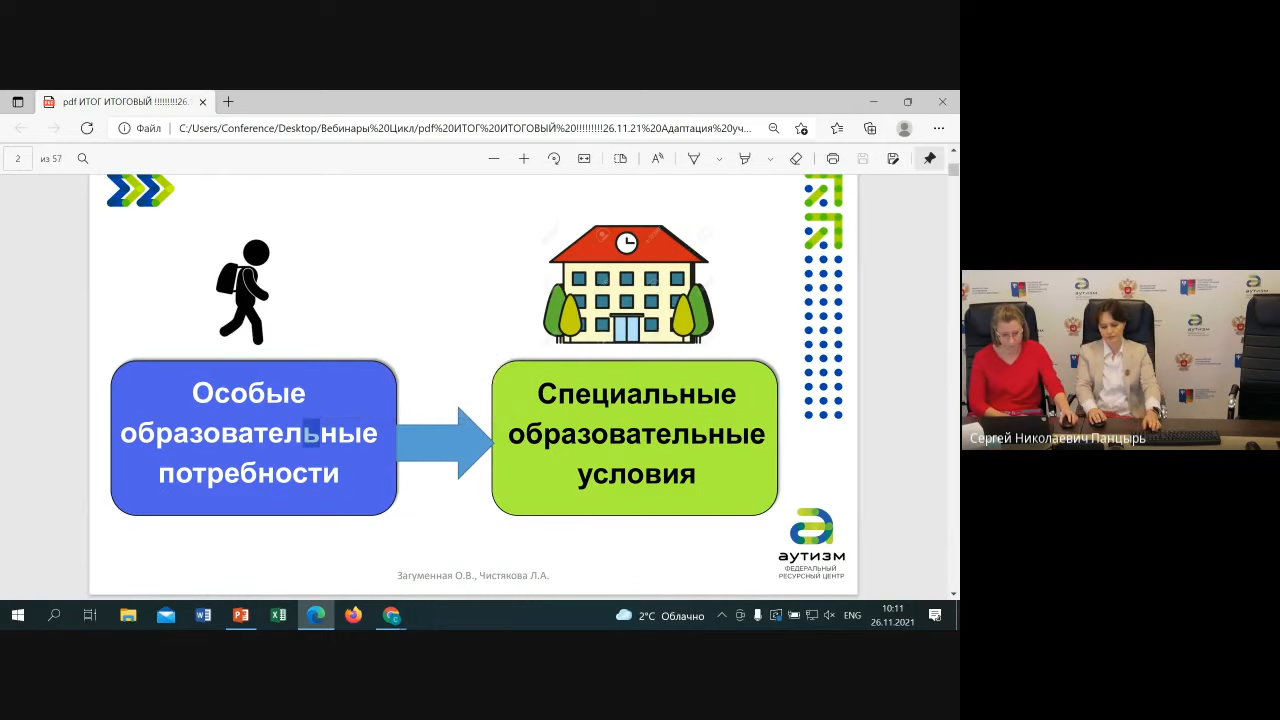 pdf ИТОГ ИТОГОВЫЙ !!!!!!!!!26.
Файл
C:/Users/Conference/Desktop/Вебинары%20Цикл/pdf%20ИТОГ%20ИТОГОВЫЙ%20!!!!!!!!!26.11.21%20Адаптация%20уч...
2
из 57
Особые
образовательные
потребности
Специальные
образовательные
условия
аутизм
ФЕДЕРАЛЬНЫЙ
РЕСУРСНЫЙ ЦЕНТР
Загуменная О.В., Чистякова Л.А.
Сергей Николаевич Панцырь
2°C Облачно
ENG
10:11
26.11.2021